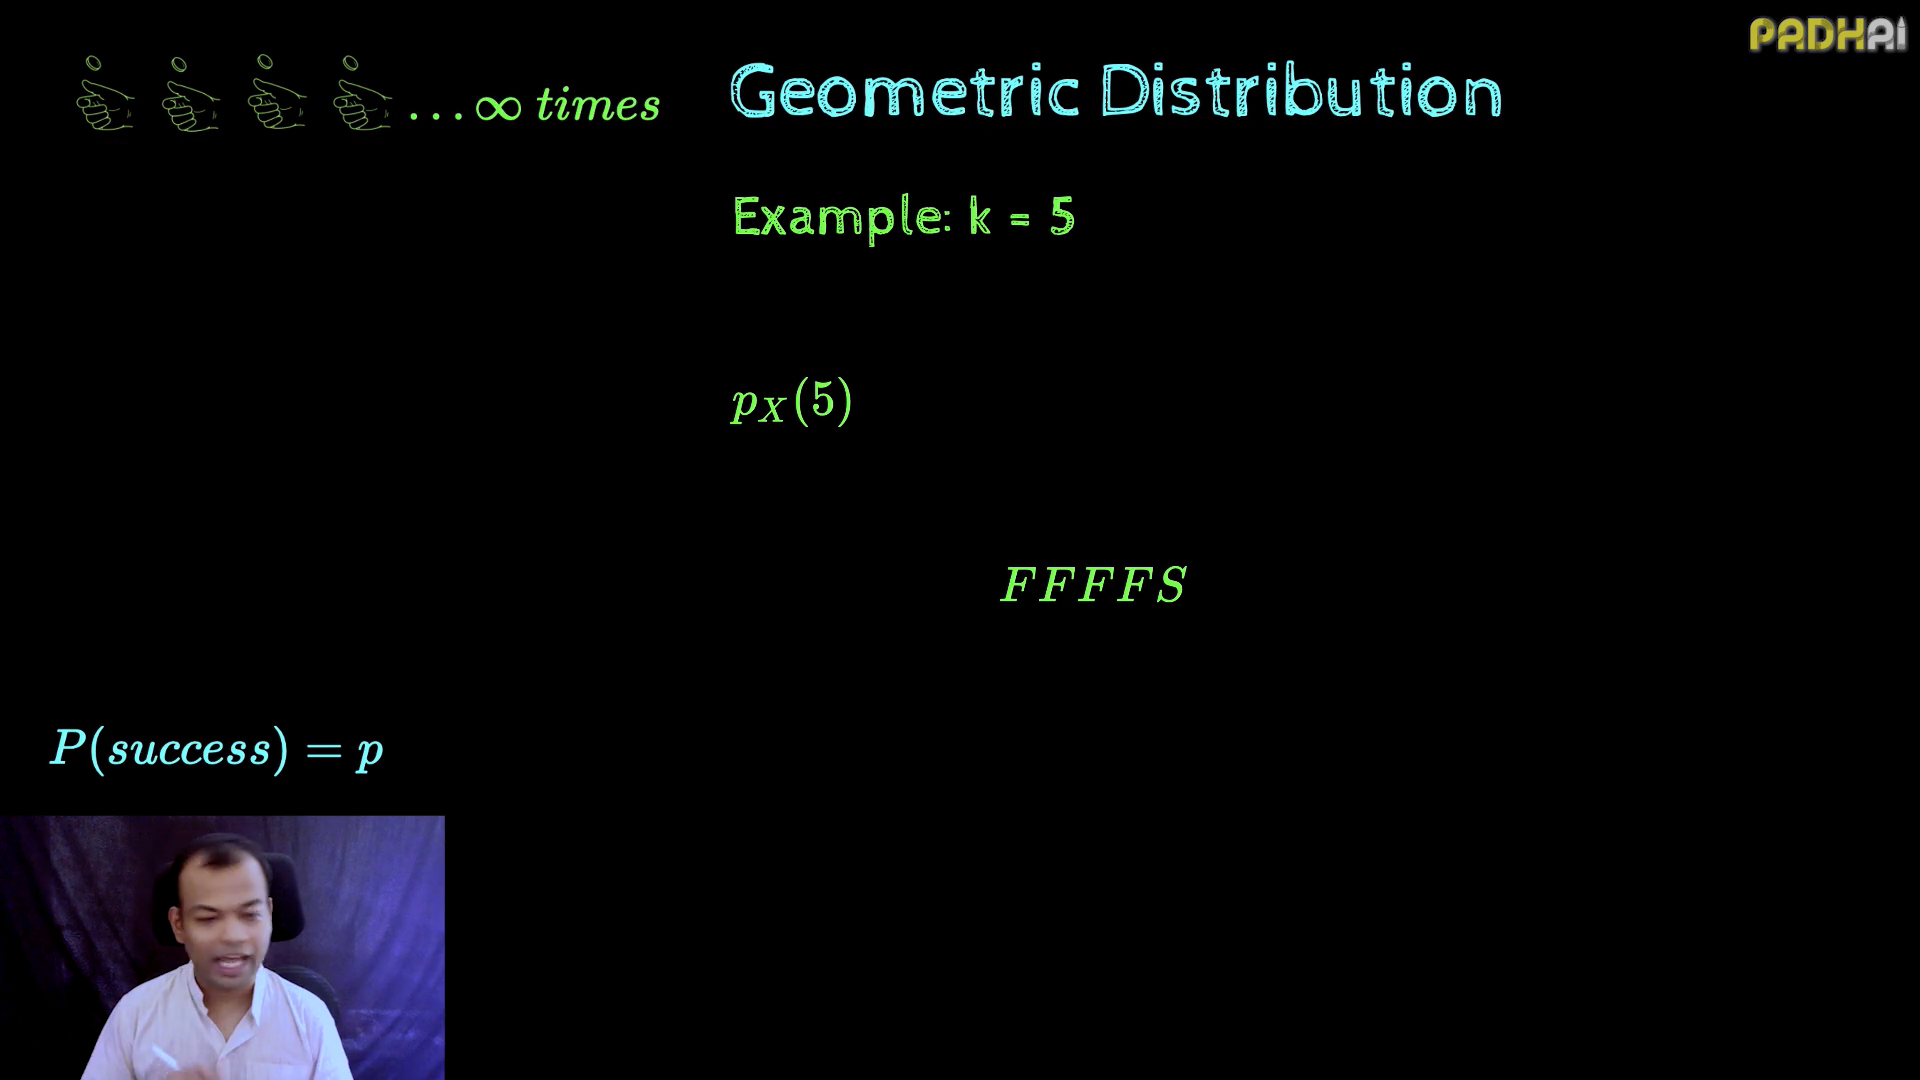 PADHAI
... ∞ times
Geometric Distribution
Example: k = 5
p_X(5)
FFFFS
P(success) = p